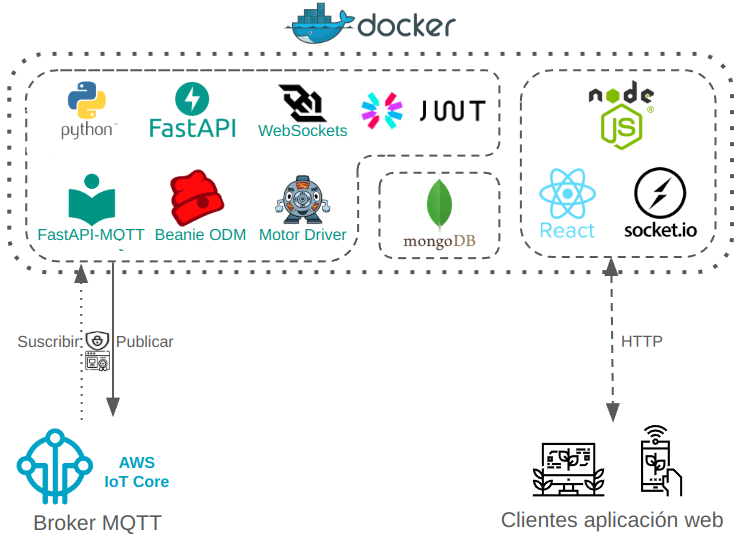 docker
python™
FastAPI
WebSockets
JWT
node
JS®
FastAPI-MQTT
Beanie ODM
Motor Driver
mongoDB
React
socket.io
Suscribir
Publicar
HTTP
AWS
IoT Core
Broker MQTT
Clientes aplicación web